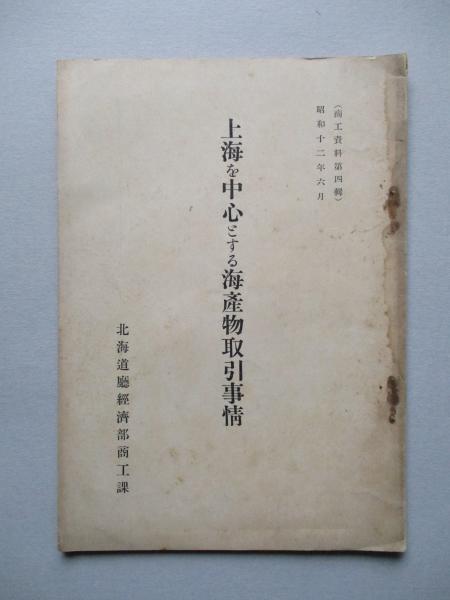 （商工資料第四輯）
昭和十二年六月
上海を中心とする海產物取引事情
北海道廳經濟部商工課